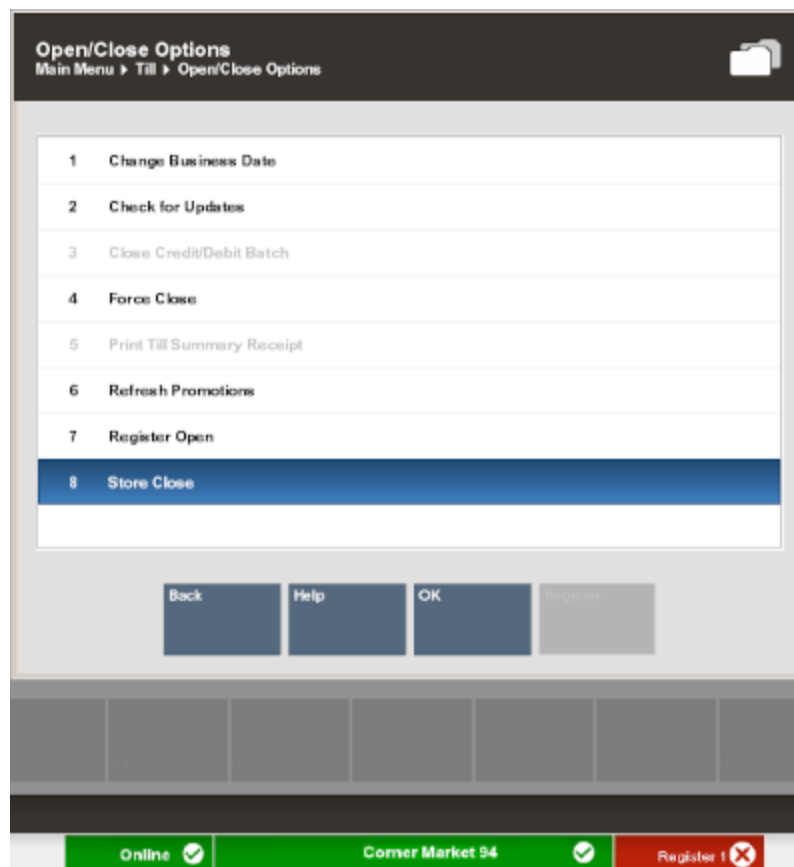 Open/Close Options
Main Menu ▸ Till ▸ Open/Close Options
1 Change Business Date
2 Check for Updates
3 Close Credit/Debit Batch
4 Force Close
5 Print Till Summary Receipt
6 Refresh Promotions
7 Register Open
8 Store Close
Back Help OK Register
Online Corner Market 94 Register 1